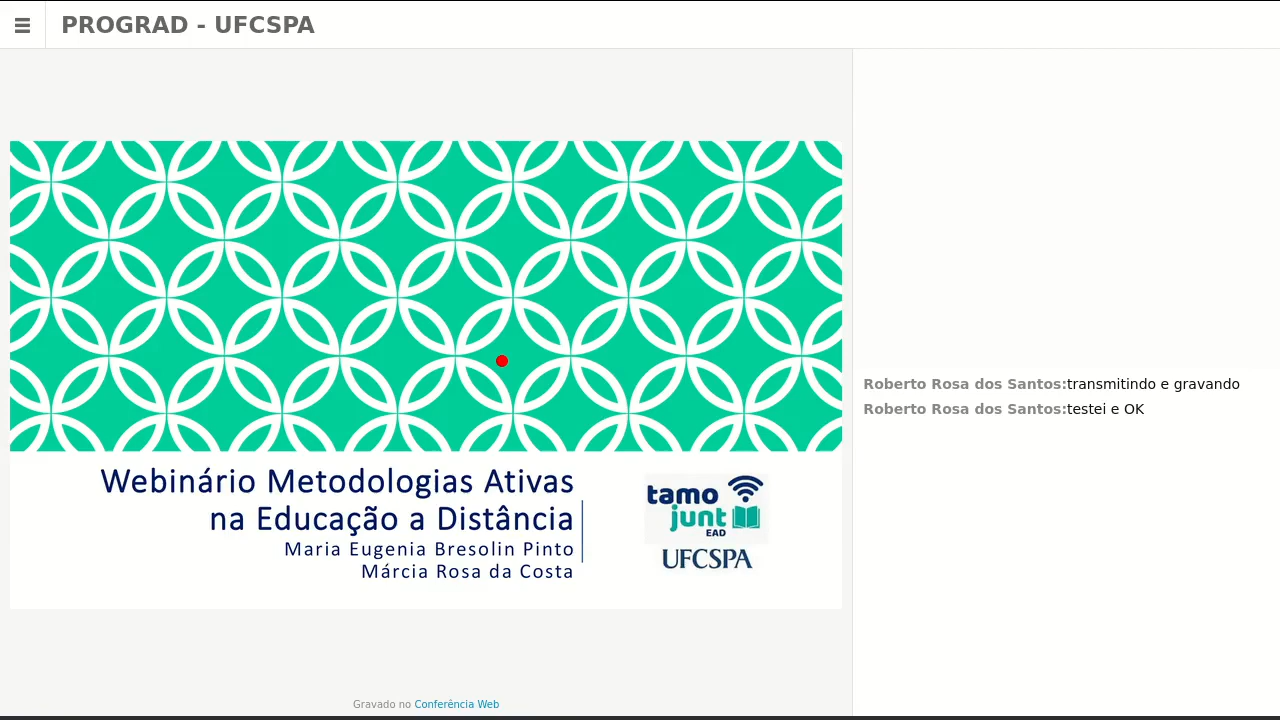 PROGRAD - UFCSPA
Webinário Metodologias Ativas
na Educação a Distância
Maria Eugenia Bresolin Pinto
Márcia Rosa da Costa
tamo
junt
EAD
UFCSPA
Roberto Rosa dos Santos:transmitindo e gravando
Roberto Rosa dos Santos:testei e OK
Gravado no Conferência Web